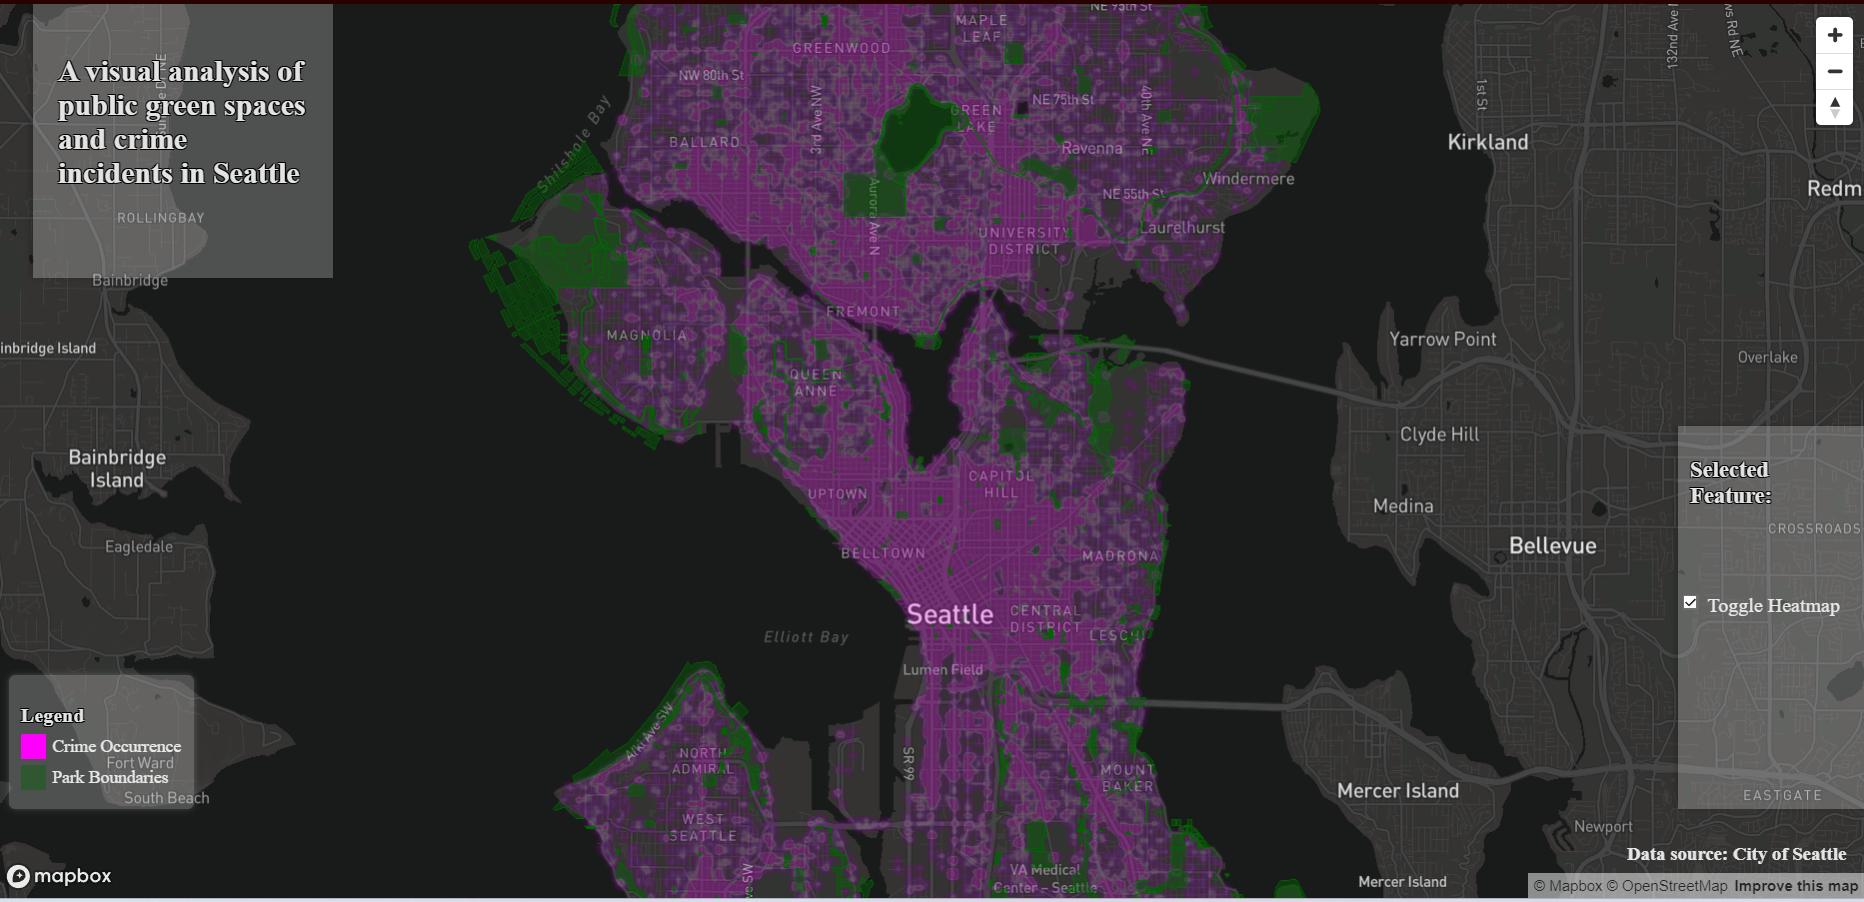 A visual analysis of
public green spaces
and crime
incidents in Seattle
ROLLINGBAY
Bainbridge
inbridge Island
Bainbridge
Island
Eagledale
Fort Ward
South Beach
Legend
Crime Occurrence
Park Boundaries
mapbox
Shilshole Bay
GREENWOOD
MAPLE
LEAF
NE 95th St
NW 80th St
3rd Ave NW
NE 75th St
40th Ave NE
GREEN
LAKE
BALLARD
Ravenna
Windermere
NE 55th St
Aurora Ave N
UNIVERSITY
DISTRICT
Laurelhurst
FREMONT
MAGNOLIA
QUEEN
ANNE
UPTOWN
CAPITOL
HILL
BELLTOWN
MADRONA
Seattle
CENTRAL
DISTRICT
LESCHI
Elliott Bay
Lumen Field
Alki Ave SW
NORTH
ADMIRAL
SR 99
MOUNT
BAKER
WEST
SEATTLE
ve SW
VA Medical
Center – Seattle
132nd Ave
ws Rd NE
1st St
Kirkland
Redm
Yarrow Point
Overlake
Clyde Hill
Medina
Bellevue
Selected
Feature:
CROSSROADS
Toggle Heatmap
Mercer Island
EASTGATE
Newport
Data source: City of Seattle
Mercer Island
© Mapbox © OpenStreetMap Improve this map